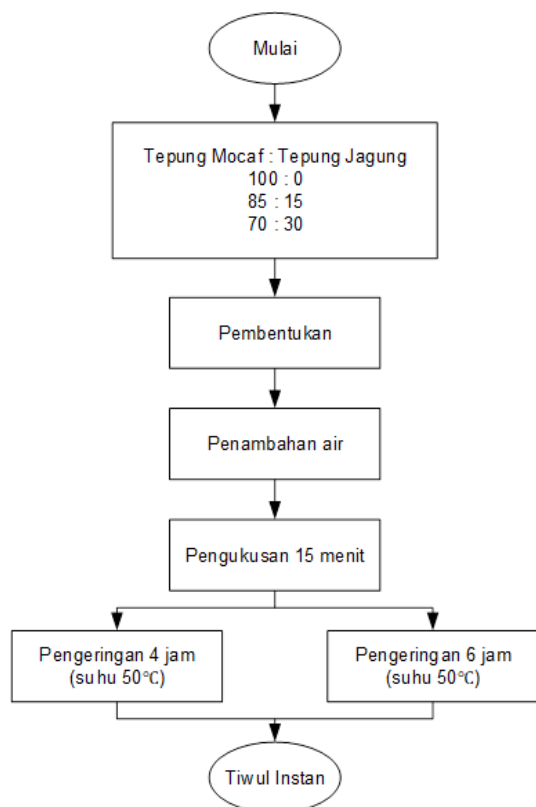 Mulai
Tepung Mocaf : Tepung Jagung
100 : 0
85 : 15
70 : 30
Pembentukan
Penambahan air
Pengukusan 15 menit
Pengeringan 4 jam
(suhu 50℃)
Pengeringan 6 jam
(suhu 50℃)
Tiwul Instan